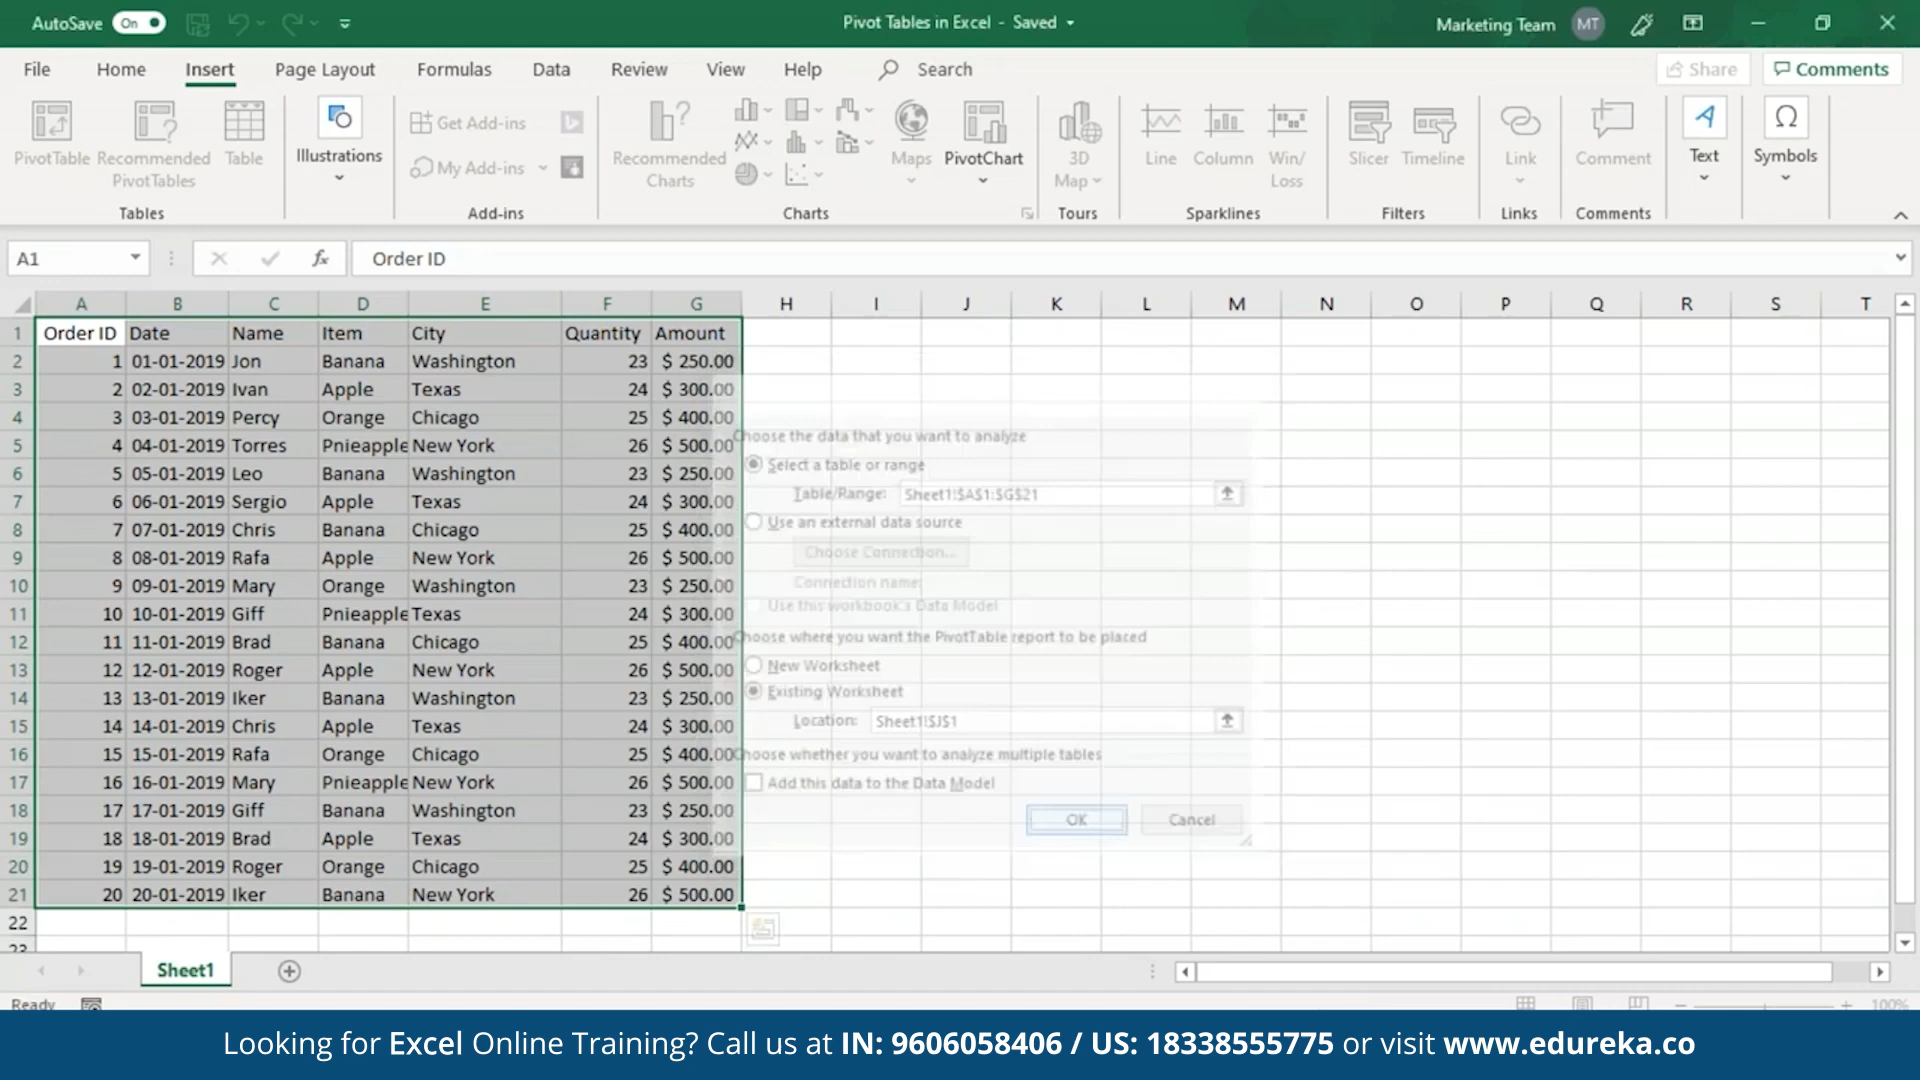 AutoSave On Pivot Tables in Excel - Saved Marketing Team MT
File Home Insert Page Layout Formulas Data Review View Help Search Share Comments
PivotTable Recommended PivotTables Table Illustrations Get Add-ins My Add-ins Recommended Charts Maps PivotChart 3D Map Line Column Win/Loss Slicer Timeline Link Comment Text Symbols
Tables Add-ins Charts Tours Sparklines Filters Links Comments
A1 fx Order ID
A B C D E F G H I J K L M N O P Q R S T
1 Order ID Date Name Item City Quantity Amount
2 1 01-01-2019 Jon Banana Washington 23 $ 250.00
3 2 02-01-2019 Ivan Apple Texas 24 $ 300.00
4 3 03-01-2019 Percy Orange Chicago 25 $ 400.00
5 4 04-01-2019 Torres Pnieapple New York 26 $ 500.00
6 5 05-01-2019 Leo Banana Washington 23 $ 250.00
7 6 06-01-2019 Sergio Apple Texas 24 $ 300.00
8 7 07-01-2019 Chris Banana Chicago 25 $ 400.00
9 8 08-01-2019 Rafa Apple New York 26 $ 500.00
10 9 09-01-2019 Mary Orange Washington 23 $ 250.00
11 10 10-01-2019 Giff Pnieapple Texas 24 $ 300.00
12 11 11-01-2019 Brad Banana Chicago 25 $ 400.00
13 12 12-01-2019 Roger Apple New York 26 $ 500.00
14 13 13-01-2019 Iker Banana Washington 23 $ 250.00
15 14 14-01-2019 Chris Apple Texas 24 $ 300.00
16 15 15-01-2019 Rafa Orange Chicago 25 $ 400.00
17 16 16-01-2019 Mary Pnieapple New York 26 $ 500.00
18 17 17-01-2019 Giff Banana Washington 23 $ 250.00
19 18 18-01-2019 Brad Apple Texas 24 $ 300.00
20 19 19-01-2019 Roger Orange Chicago 25 $ 400.00
21 20 20-01-2019 Iker Banana New York 26 $ 500.00
22
23
Choose the data that you want to analyze
Select a table or range
Table/Range: Sheet1!$A$1:$G$21
Use an external data source
Choose Connection...
Connection name:
Use this workbook's Data Model
Choose where you want the PivotTable report to be placed
New Worksheet
Existing Worksheet
Location: Sheet1!$J$1
Choose whether you want to analyze multiple tables
Add this data to the Data Model
OK Cancel
Sheet1
Ready 100%
Looking for Excel Online Training? Call us at IN: 9606058406 / US: 18338555775 or visit www.edureka.co